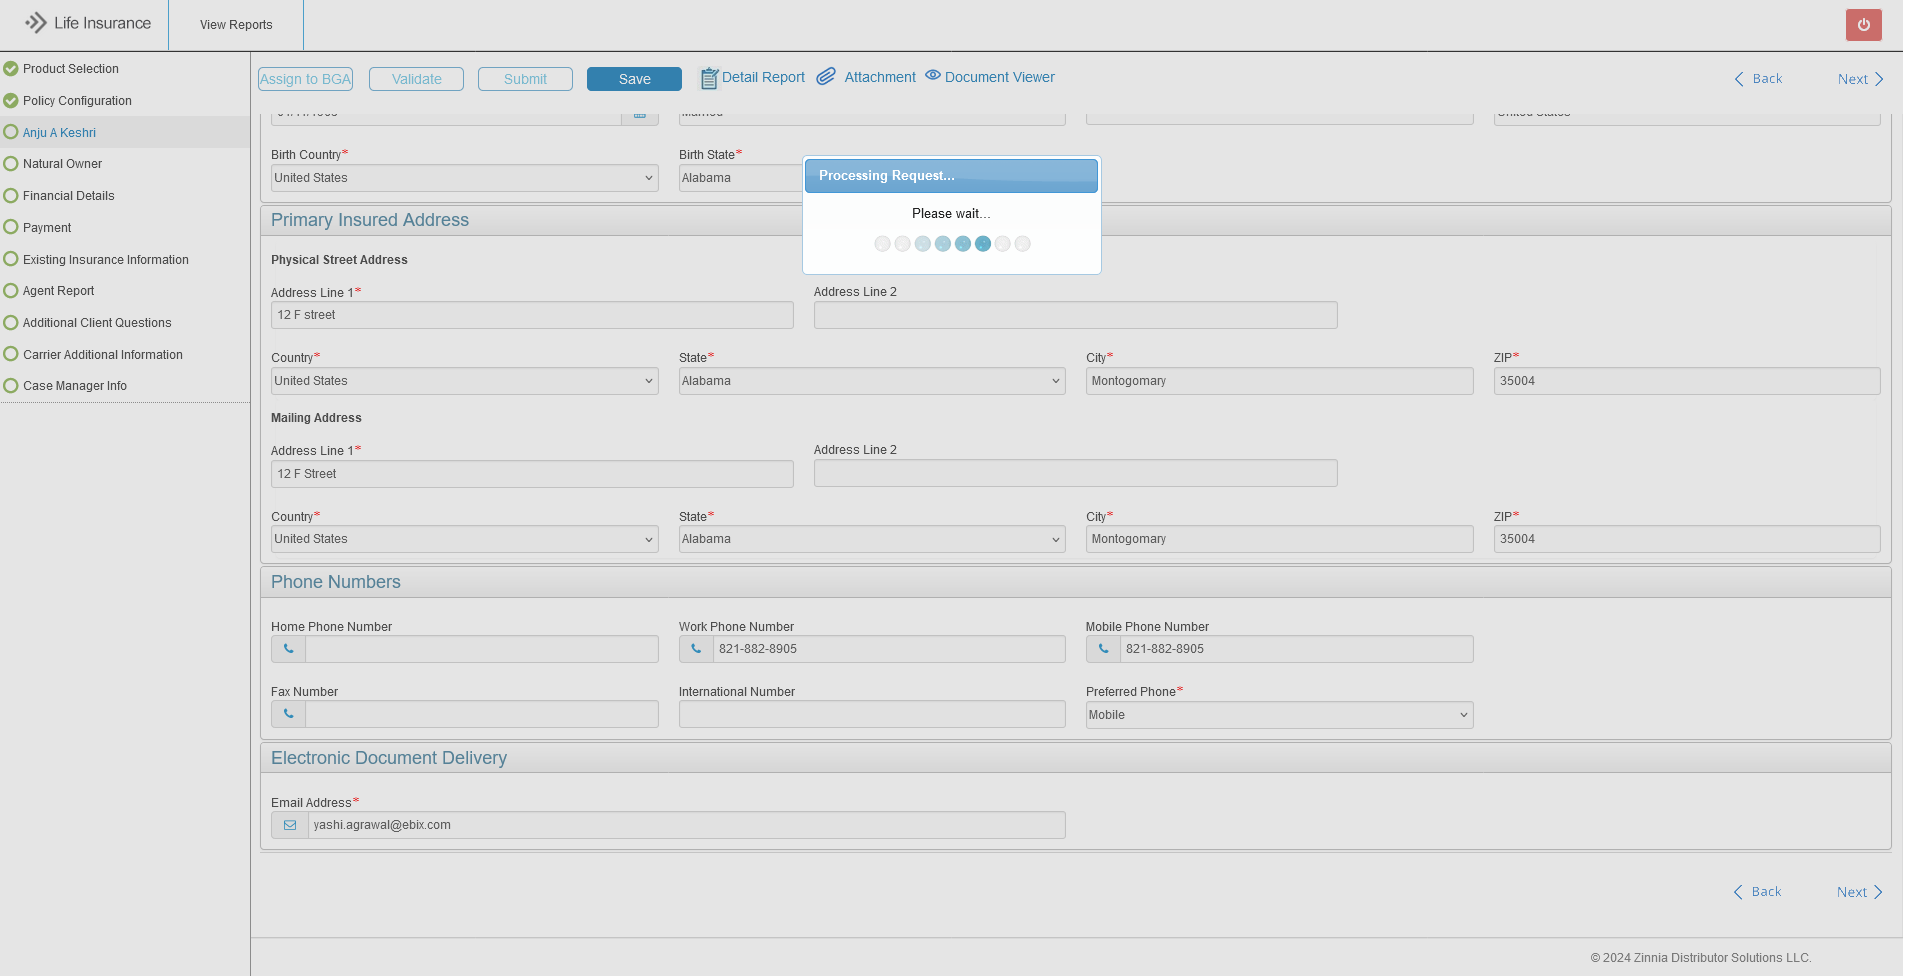 Life Insurance
View Reports
Product Selection
Policy Configuration
Anju A Keshri
Natural Owner
Financial Details
Payment
Existing Insurance Information
Agent Report
Additional Client Questions
Carrier Additional Information
Case Manager Info
Assign to BGA Validate Submit Save Detail Report Attachment Document Viewer Back Next
Married United States
Birth Country* Birth State*
United States Alabama
Processing Request...
Please wait...
Primary Insured Address
Physical Street Address
Address Line 1* Address Line 2
12 F street
Country* State* City* ZIP*
United States Alabama Montogomary 35004
Mailing Address
Address Line 1* Address Line 2
12 F Street
Country* State* City* ZIP*
United States Alabama Montogomary 35004
Phone Numbers
Home Phone Number Work Phone Number Mobile Phone Number
821-882-8905 821-882-8905
Fax Number International Number Preferred Phone*
Mobile
Electronic Document Delivery
Email Address*
yashi.agrawal@ebix.com
Back Next
© 2024 Zinnia Distributor Solutions LLC.